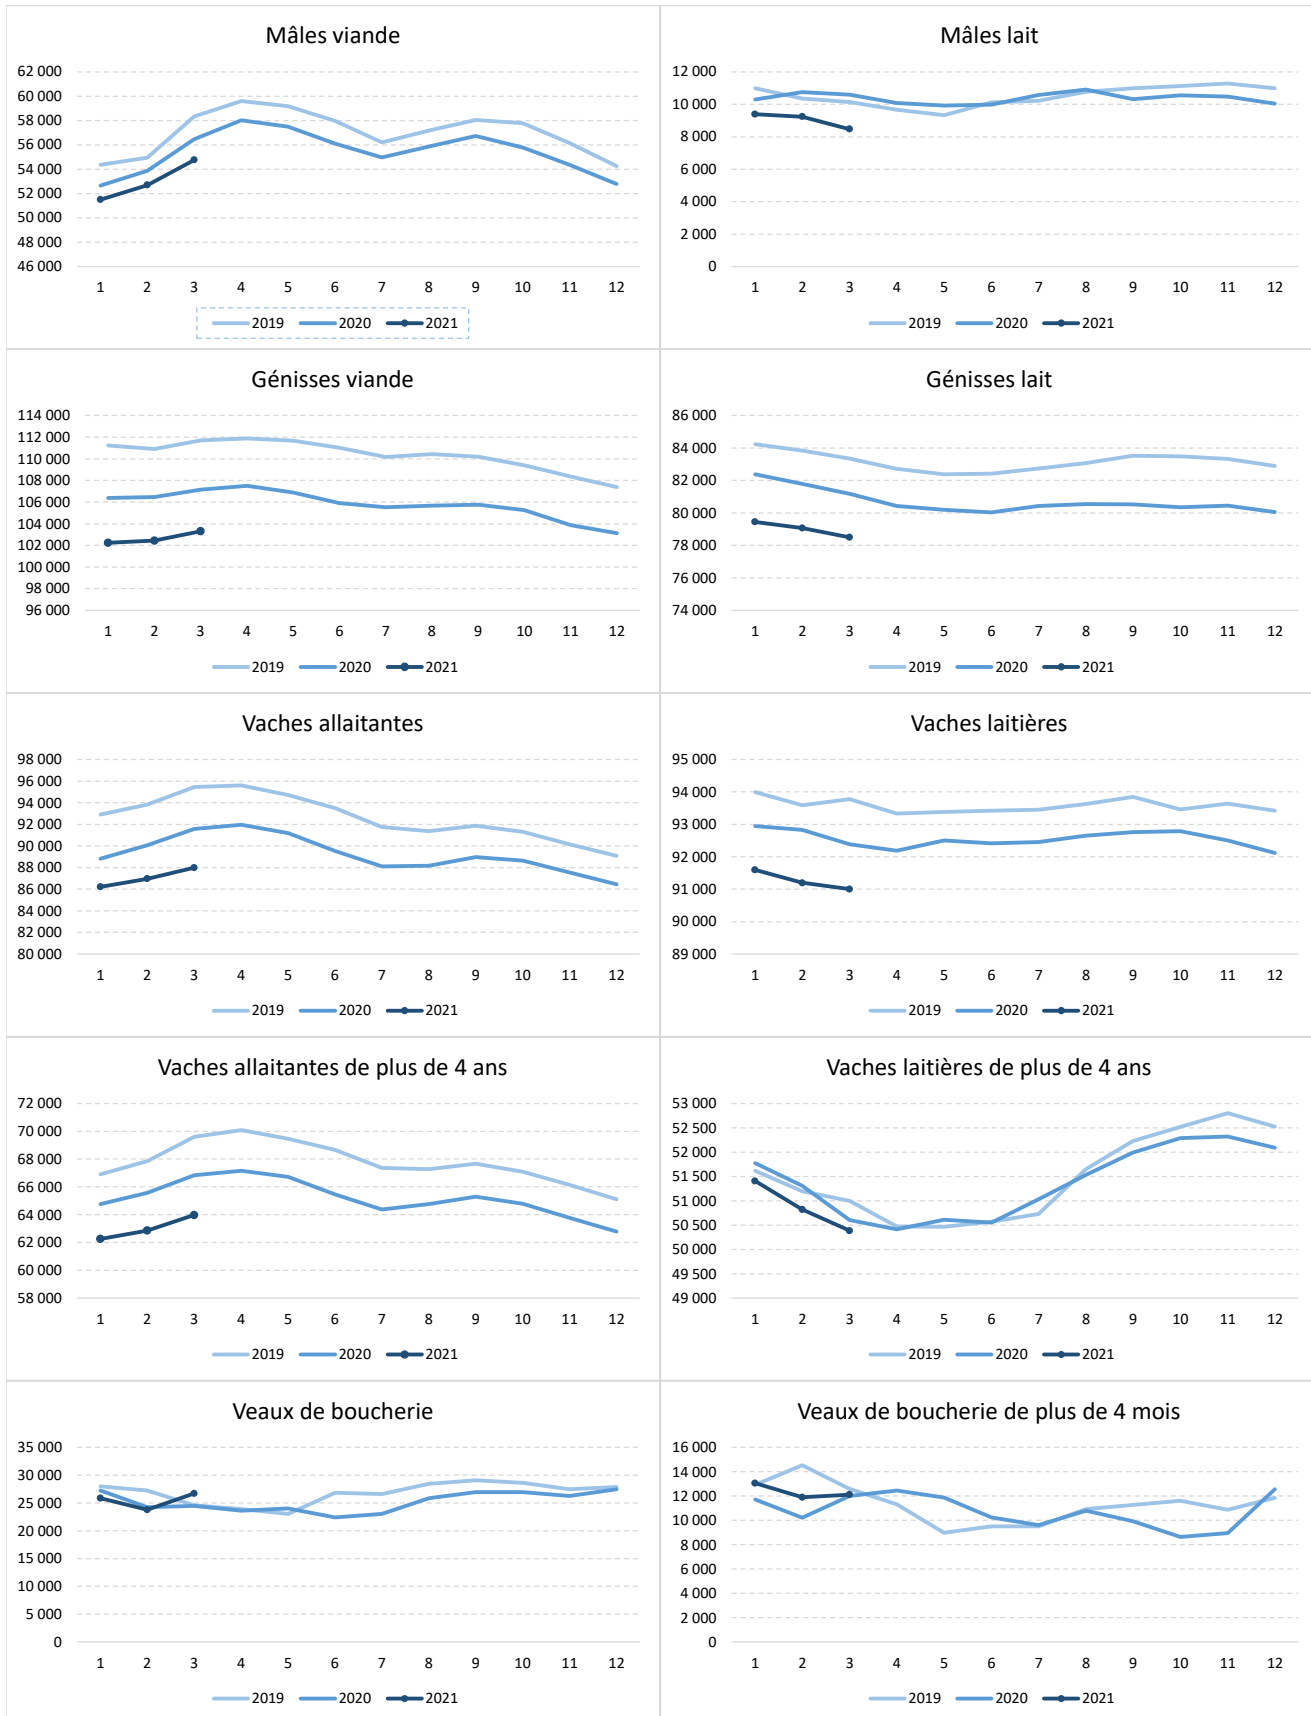 Mâles viande
62 000
60 000
58 000
56 000
54 000
52 000
50 000
48 000
46 000
1 2 3 4 5 6 7 8 9 10 11 12
2019 2020 2021
Mâles lait
12 000
10 000
8 000
6 000
4 000
2 000
0
1 2 3 4 5 6 7 8 9 10 11 12
2019 2020 2021
Génisses viande
114 000
112 000
110 000
108 000
106 000
104 000
102 000
100 000
98 000
96 000
1 2 3 4 5 6 7 8 9 10 11 12
2019 2020 2021
Génisses lait
86 000
84 000
82 000
80 000
78 000
76 000
74 000
1 2 3 4 5 6 7 8 9 10 11 12
2019 2020 2021
Vaches allaitantes
98 000
96 000
94 000
92 000
90 000
88 000
86 000
84 000
82 000
80 000
1 2 3 4 5 6 7 8 9 10 11 12
2019 2020 2021
Vaches laitières
95 000
94 000
93 000
92 000
91 000
90 000
89 000
1 2 3 4 5 6 7 8 9 10 11 12
2019 2020 2021
Vaches allaitantes de plus de 4 ans
72 000
70 000
68 000
66 000
64 000
62 000
60 000
58 000
1 2 3 4 5 6 7 8 9 10 11 12
2019 2020 2021
Vaches laitières de plus de 4 ans
53 000
52 500
52 000
51 500
51 000
50 500
50 000
49 500
49 000
1 2 3 4 5 6 7 8 9 10 11 12
2019 2020 2021
Veaux de boucherie
35 000
30 000
25 000
20 000
15 000
10 000
5 000
0
1 2 3 4 5 6 7 8 9 10 11 12
2019 2020 2021
Veaux de boucherie de plus de 4 mois
16 000
14 000
12 000
10 000
8 000
6 000
4 000
2 000
0
1 2 3 4 5 6 7 8 9 10 11 12
2019 2020 2021